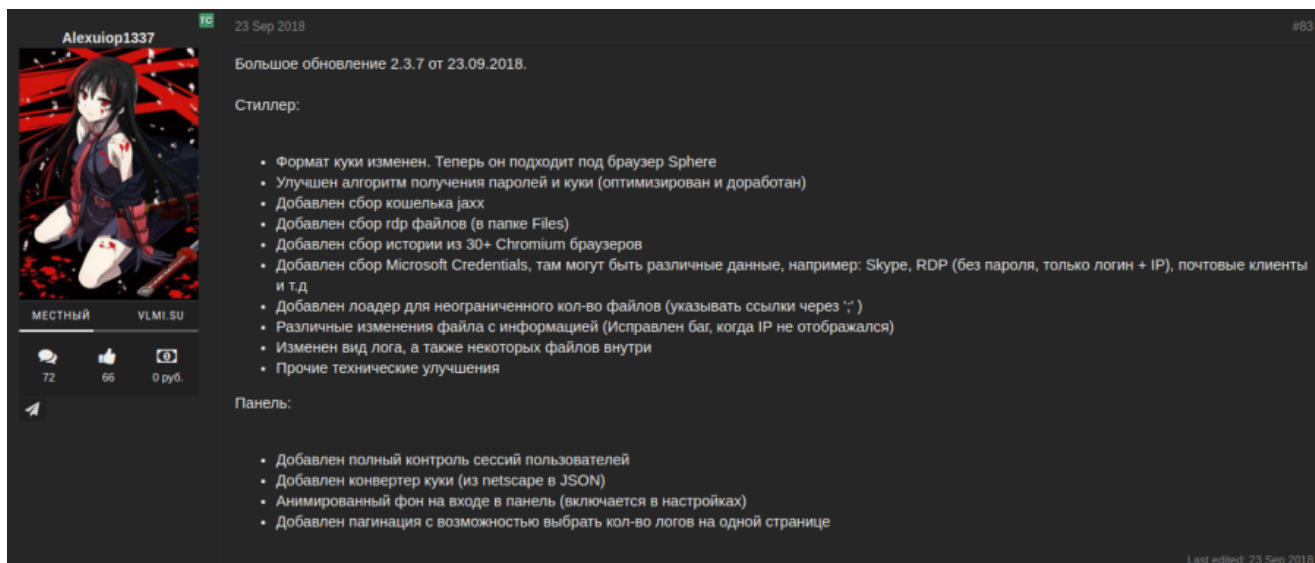 TC
Alexuiop1337
23 Sep 2018
#83
Большое обновление 2.3.7 от 23.09.2018.
Стиллер:
• Формат куки изменен. Теперь он подходит под браузер Sphere
• Улучшен алгоритм получения паролей и куки (оптимизирован и доработан)
• Добавлен сбор кошелька jaxx
• Добавлен сбор rdp файлов (в папке Files)
• Добавлен сбор истории из 30+ Chromium браузеров
• Добавлен сбор Microsoft Credentials, там могут быть различные данные, например: Skype, RDP (без пароля, только логин + IP), почтовые клиенты
и т.д
• Добавлен лоадер для неограниченного кол-во файлов (указывать ссылки через ';' )
• Различные изменения файла с информацией (Исправлен баг, когда IP не отображался)
• Изменен вид лога, а также некоторых файлов внутри
• Прочие технические улучшения
МЕСТНЫЙ
VLMI.SU
72
66
0 руб.
Панель:
• Добавлен полный контроль сессий пользователей
• Добавлен конвертер куки (из netscape в JSON)
• Анимированный фон на входе в панель (включается в настройках)
• Добавлен пагинация с возможностью выбрать кол-во логов на одной странице
Last edited: 23 Sep 2018